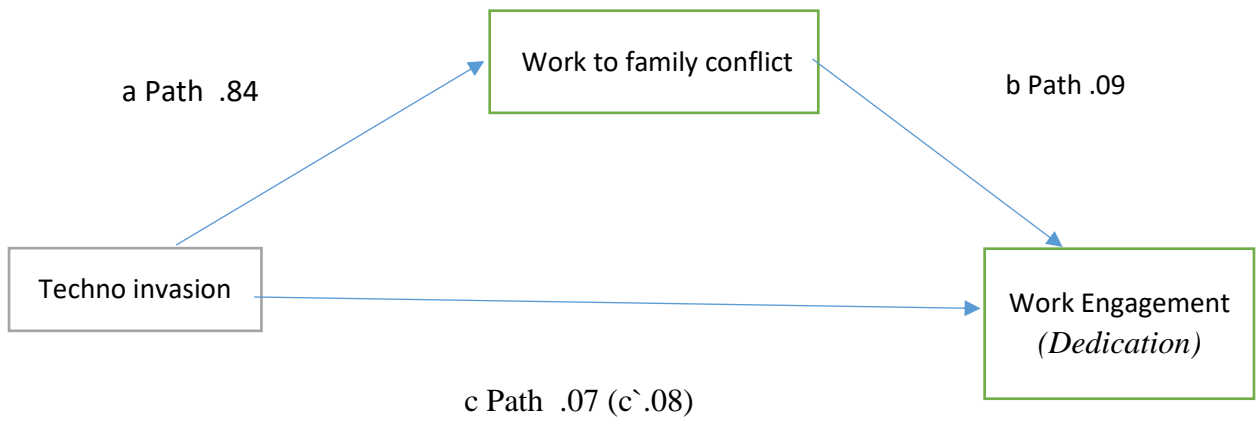 Work to family conflict
a Path .84
b Path .09
Techno invasion
Work Engagement
(Dedication)
c Path .07 (c`.08)